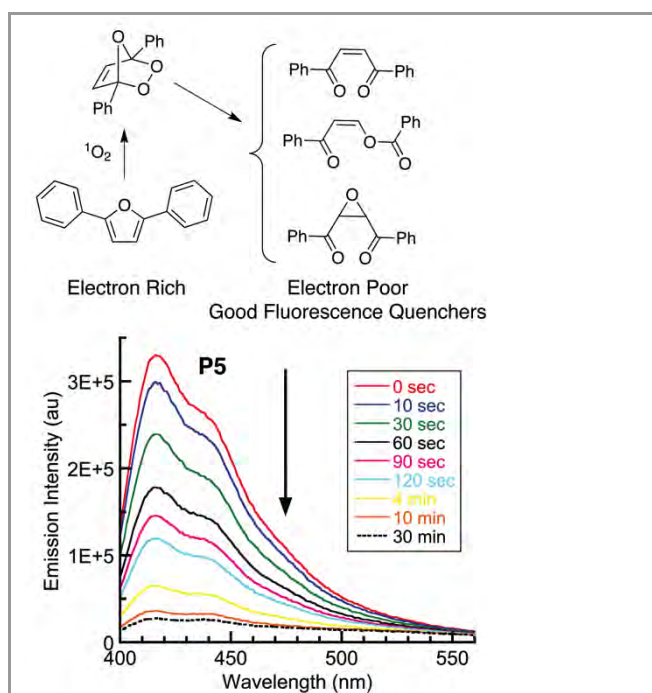 O
Ph
O
O
Ph
¹O₂
O
Electron Rich
Ph
O
O
Ph
Ph
O
O
Ph
O
O
Ph
O
O
Ph
Electron Poor
Good Fluorescence Quenchers
P5
3E+5
2E+5
1E+5
0
Emission Intensity (au)
0 sec
10 sec
30 sec
60 sec
90 sec
120 sec
4 min
10 min
30 min
400
450
500
550
Wavelength (nm)